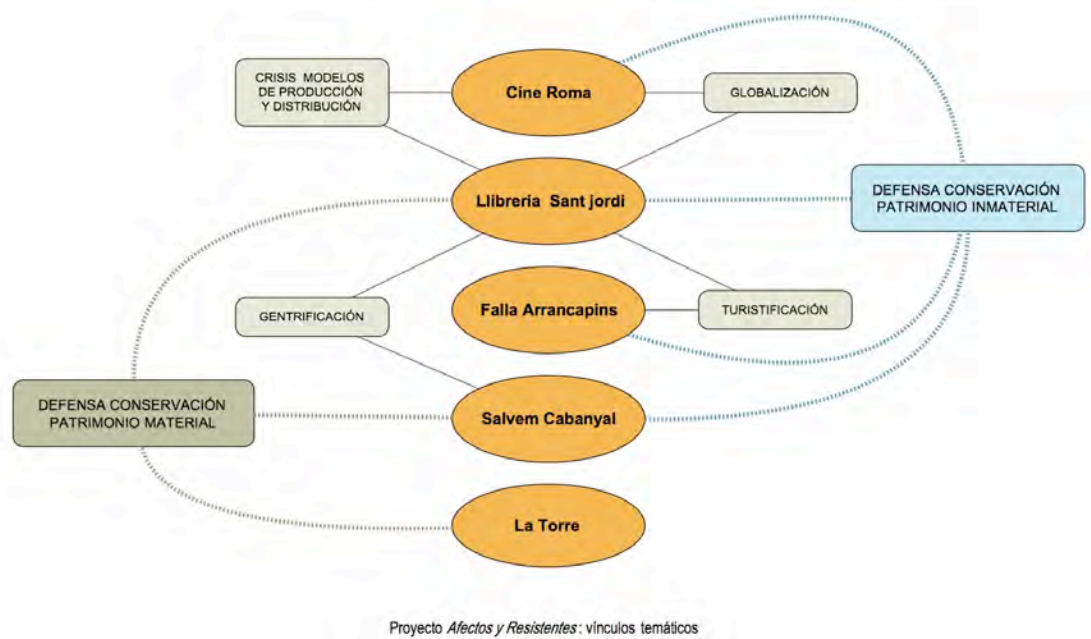 CRISIS MODELOS
DE PRODUCCIÓN
Y DISTRIBUCIÓN
Cine Roma
GLOBALIZACIÓN
Llibreria Sant jordi
DEFENSA CONSERVACIÓN
PATRIMONIO INMATERIAL
GENTRIFICACIÓN
Falla Arrancapins
TURISTIFICACIÓN
DEFENSA CONSERVACIÓN
PATRIMONIO MATERIAL
Salvem Cabanyal
La Torre
Proyecto Afectos y Resistentes: vínculos temáticos